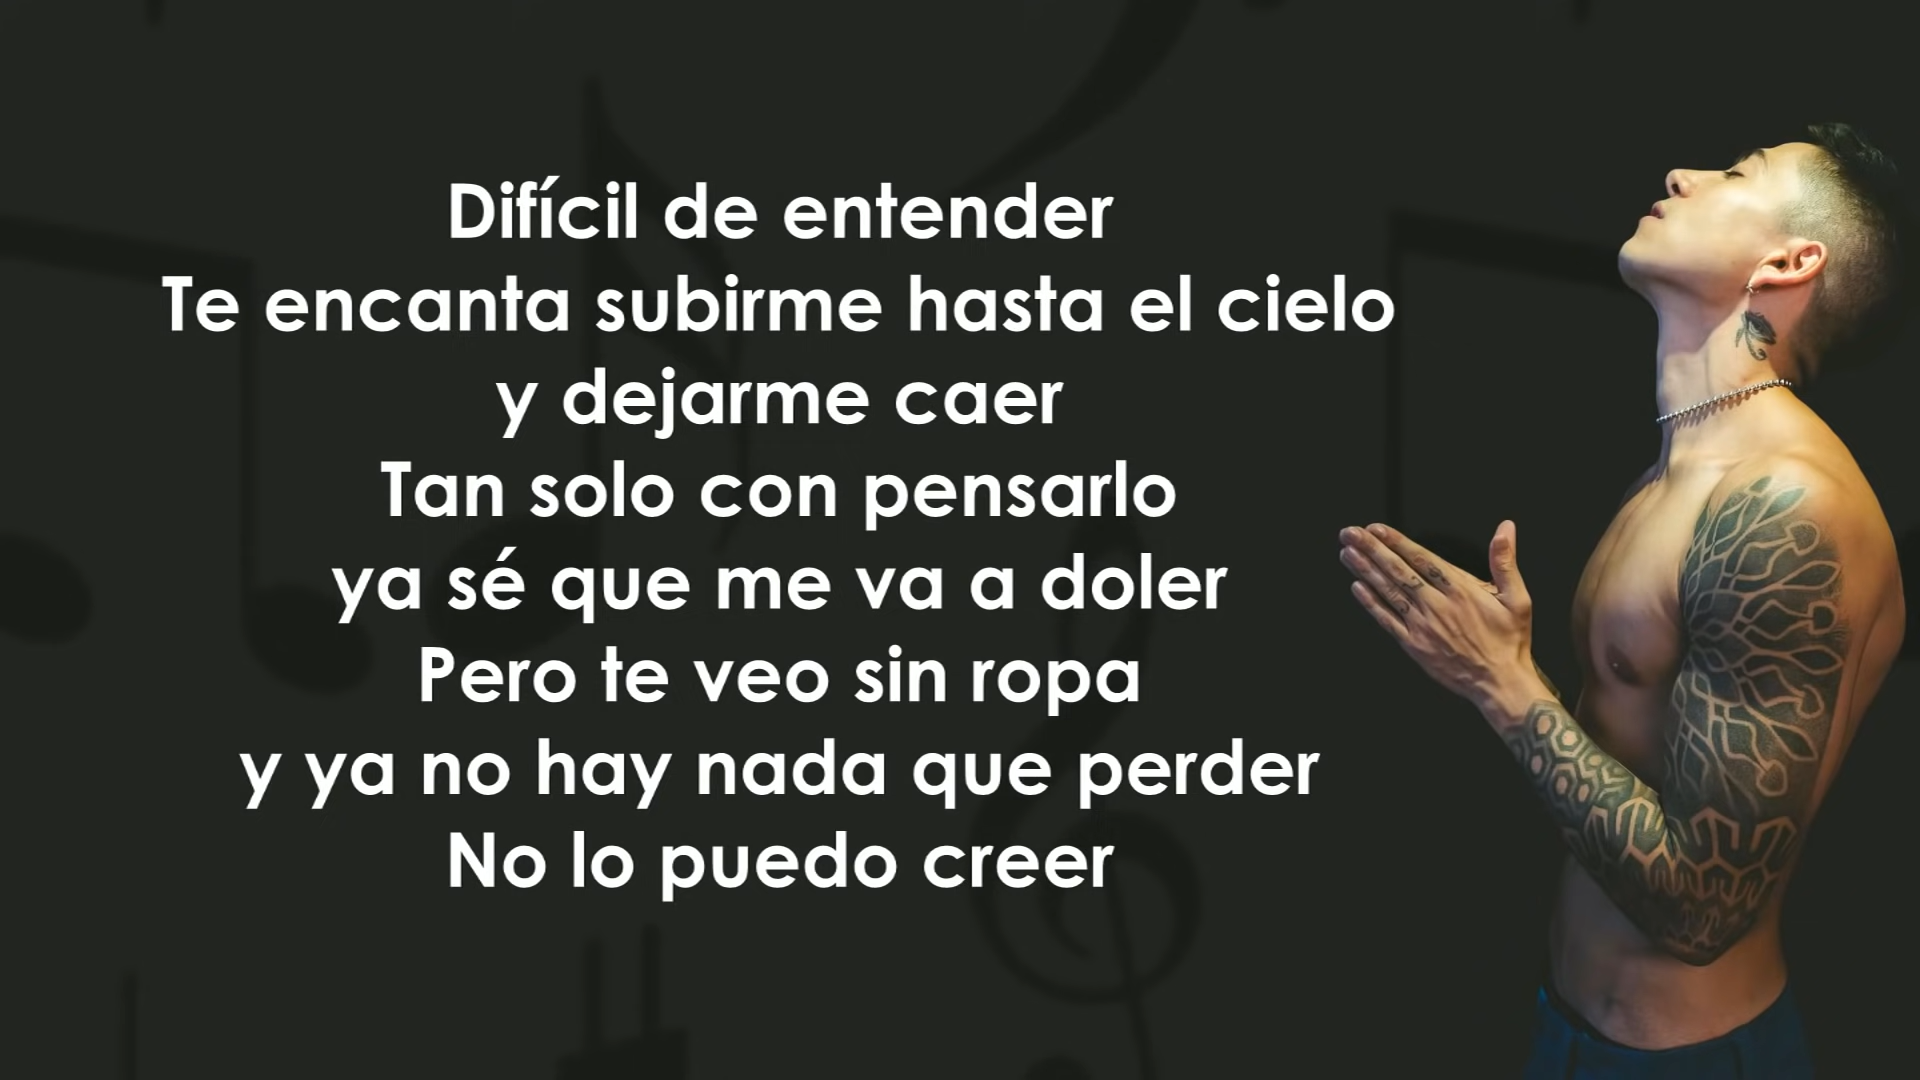 Difícil de entender
Te encanta subirme hasta el cielo
y dejarme caer
Tan solo con pensarlo
ya sé que me va a doler
Pero te veo sin ropa
y ya no hay nada que perder
No lo puedo creer